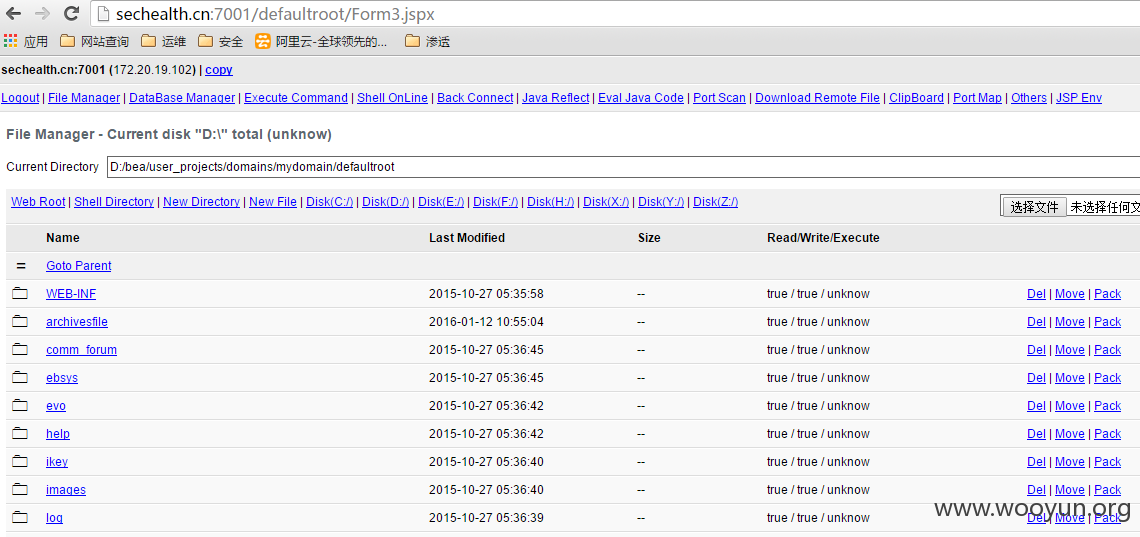 sechealth.cn:7001/defaultroot/Form3.jspx
应用 网站查询 运维 安全 阿里云-全球领先的... 渗透
sechealth.cn:7001 (172.20.19.102) | copy
Logout | File Manager | DataBase Manager | Execute Command | Shell OnLine | Back Connect | Java Reflect | Eval Java Code | Port Scan | Download Remote File | ClipBoard | Port Map | Others | JSP Env
File Manager - Current disk "D:\" total (unknow)
Current Directory D:/bea/user_projects/domains/mydomain/defaultroot
Web Root | Shell Directory | New Directory | New File | Disk(C:/) | Disk(D:/) | Disk(E:/) | Disk(F:/) | Disk(H:/) | Disk(X:/) | Disk(Y:/) | Disk(Z:/) 选择文件 未选择任何文
Name Last Modified Size Read/Write/Execute
= Goto Parent
WEB-INF 2015-10-27 05:35:58 -- true / true / unknow Del | Move | Pack
archivesfile 2016-01-12 10:55:04 -- true / true / unknow Del | Move | Pack
comm_forum 2015-10-27 05:36:45 -- true / true / unknow Del | Move | Pack
ebsys 2015-10-27 05:36:45 -- true / true / unknow Del | Move | Pack
evo 2015-10-27 05:36:42 -- true / true / unknow Del | Move | Pack
help 2015-10-27 05:36:42 -- true / true / unknow Del | Move | Pack
ikey 2015-10-27 05:36:40 -- true / true / unknow Del | Move | Pack
images 2015-10-27 05:36:40 -- true / true / unknow Del | Move | Pack
log 2015-10-27 05:36:39 -- true / true / unknow Del | Move | Pack
www.wooyun.org